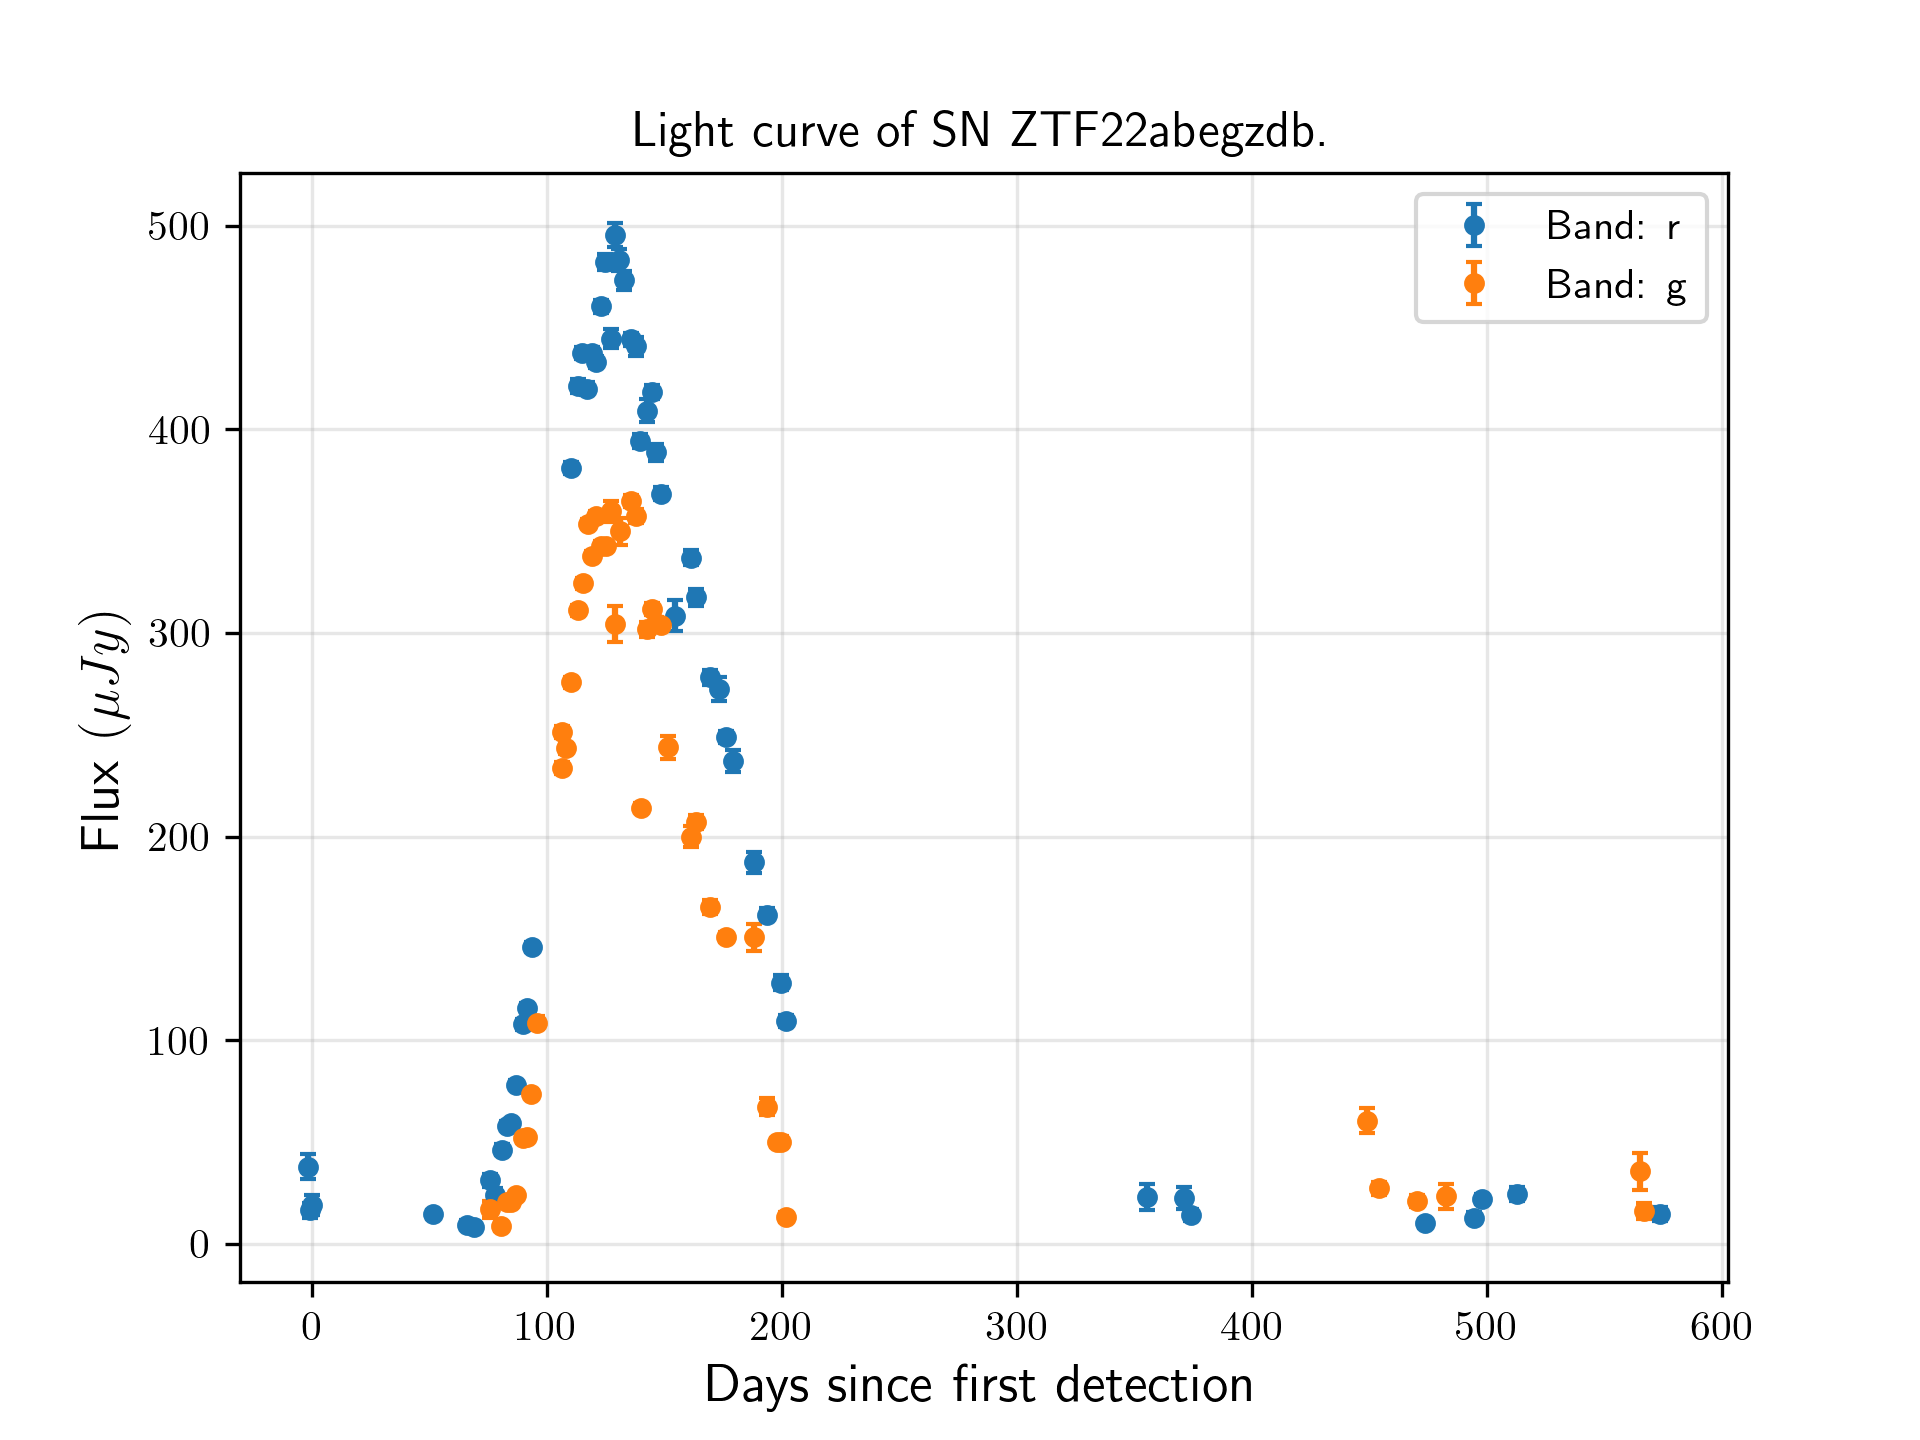 Light curve of SN ZTF22abegzdb.
500
400
300
200
100
0
Flux (μJy)
Band: r
Band: g
0 100 200 300 400 500 600
Days since first detection